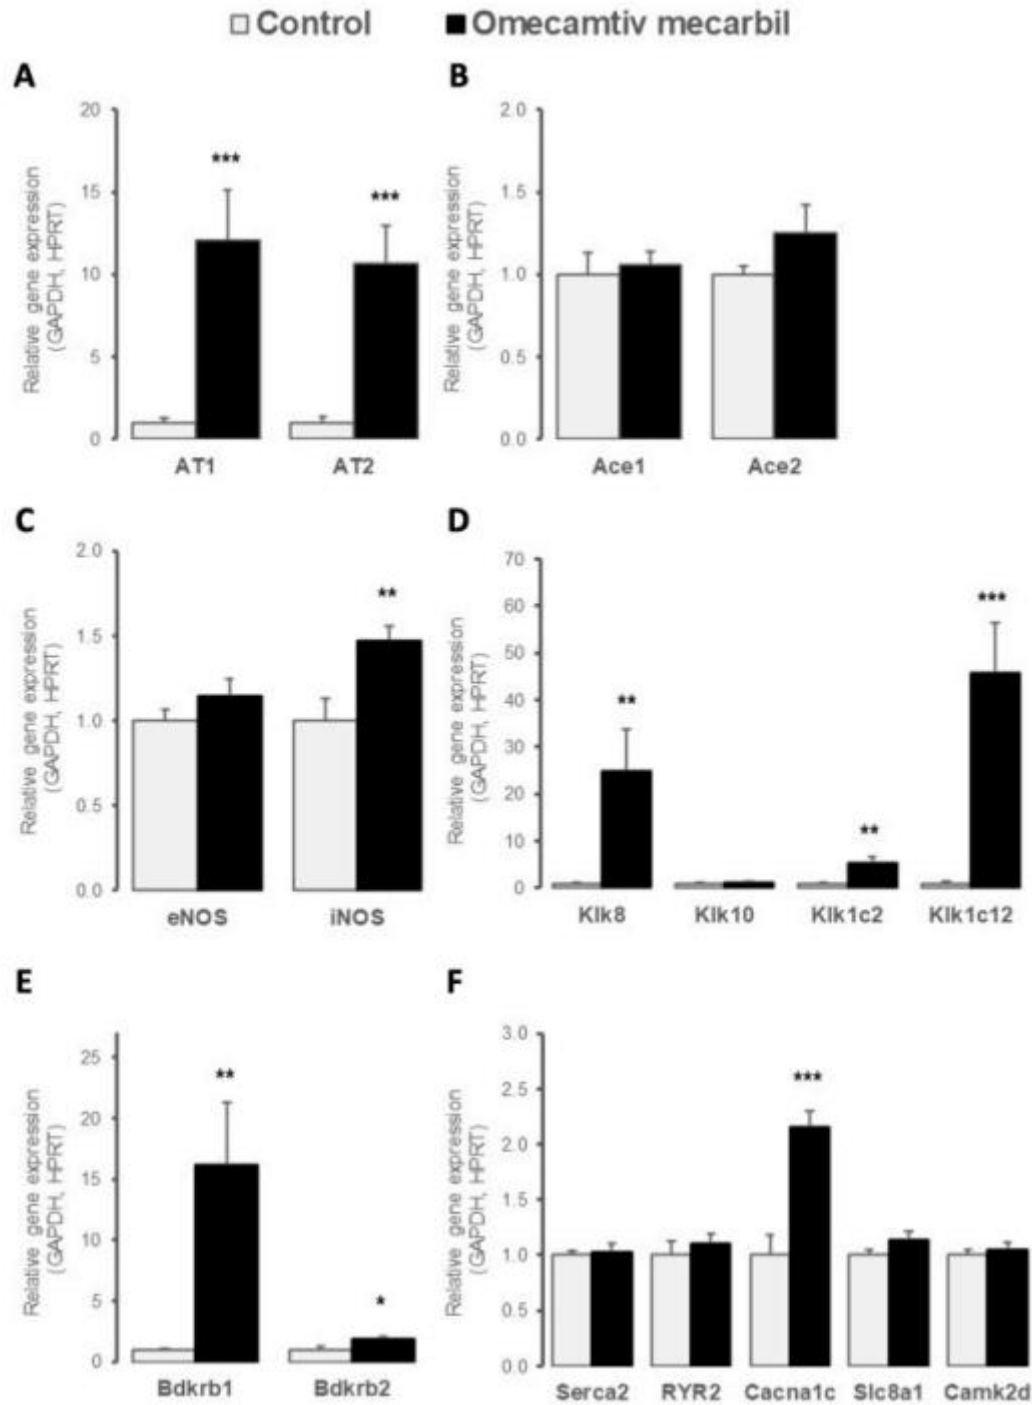 Control Omecamtiv mecarbil
A B
Relative gene expression
(GAPDH, HPRT)
20
15
10
5
0
***
***
AT1 AT2
Relative gene expression
(GAPDH, HPRT)
2.0
1.5
1.0
0.5
0.0
Ace1 Ace2
C D
Relative gene expression
(GAPDH, HPRT)
2.0
1.5
1.0
0.5
0.0
**
eNOS iNOS
Relative gene expression
(GAPDH, HPRT)
70
60
50
40
30
20
10
0
**
**
***
Klk8 Klk10 Klk1c2 Klk1c12
E F
Relative gene expression
(GAPDH, HPRT)
25
20
15
10
5
0
**
*
Bdkrb1 Bdkrb2
Relative gene expression
(GAPDH, HPRT)
3.0
2.5
2.0
1.5
1.0
0.5
0.0
***
Serca2 RYR2 Cacna1c Slc8a1 Camk2d